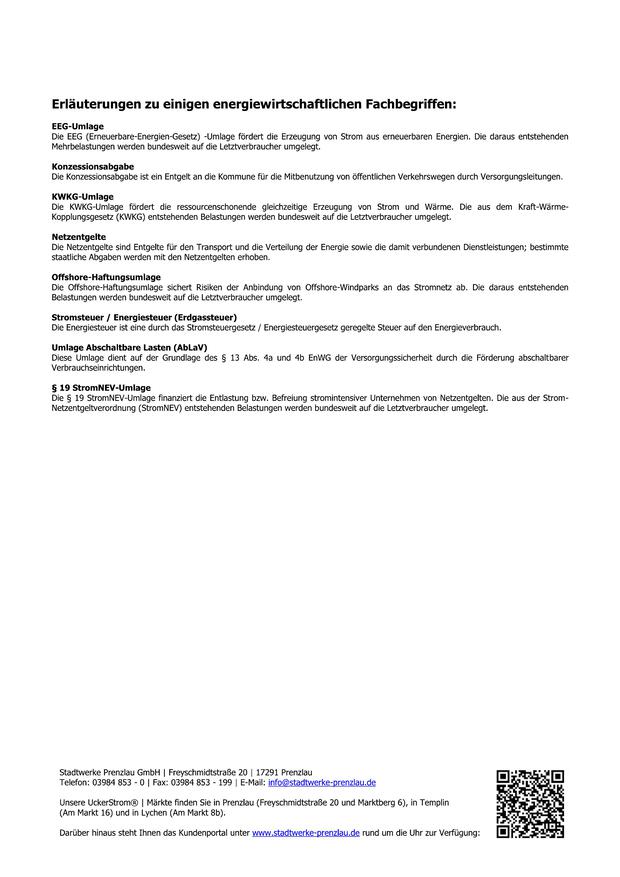 Erläuterungen zu einigen energiewirtschaftlichen Fachbegriffen:
EEG-Umlage
Die EEG (Erneuerbare-Energien-Gesetz) -Umlage fördert die Erzeugung von Strom aus erneuerbaren Energien. Die daraus entstehenden
Mehrbelastungen werden bundesweit auf die Letztverbraucher umgelegt.
Konzessionsabgabe
Die Konzessionsabgabe ist ein Entgelt an die Kommune für die Mitbenutzung von öffentlichen Verkehrswegen durch Versorgungsleitungen.
KWKG-Umlage
Die KWKG-Umlage fördert die ressourcenschonende gleichzeitige Erzeugung von Strom und Wärme. Die aus dem Kraft-Wärme-
Kopplungsgesetz (KWKG) entstehenden Belastungen werden bundesweit auf die Letztverbraucher umgelegt.
Netzentgelte
Die Netzentgelte sind Entgelte für den Transport und die Verteilung der Energie sowie die damit verbundenen Dienstleistungen; bestimmte
staatliche Abgaben werden mit den Netzentgelten erhoben.
Offshore-Haftungsumlage
Die Offshore-Haftungsumlage sichert Risiken der Anbindung von Offshore-Windparks an das Stromnetz ab. Die daraus entstehenden
Belastungen werden bundesweit auf die Letztverbraucher umgelegt.
Stromsteuer / Energiesteuer (Erdgassteuer)
Die Energiesteuer ist eine durch das Stromsteuergesetz / Energiesteuergesetz geregelte Steuer auf den Energieverbrauch.
Umlage Abschaltbare Lasten (AbLaV)
Diese Umlage dient auf der Grundlage des § 13 Abs. 4a und 4b EnWG der Versorgungssicherheit durch die Förderung abschaltbarer
Verbrauchseinrichtungen.
§ 19 StromNEV-Umlage
Die § 19 StromNEV-Umlage finanziert die Entlastung bzw. Befreiung stromintensiver Unternehmen von Netzentgelten. Die aus der Strom-
Netzentgeltverordnung (StromNEV) entstehenden Belastungen werden bundesweit auf die Letztverbraucher umgelegt.
Stadtwerke Prenzlau GmbH | Freyschmidtstraße 20 | 17291 Prenzlau
Telefon: 03984 853 - 0 | Fax: 03984 853 - 199 | E-Mail: info@stadtwerke-prenzlau.de
Unsere UckerStrom® | Märkte finden Sie in Prenzlau (Freyschmidtstraße 20 und Marktberg 6), in Templin
(Am Markt 16) und in Lychen (Am Markt 8b).
Darüber hinaus steht Ihnen das Kundenportal unter www.stadtwerke-prenzlau.de rund um die Uhr zur Verfügung: